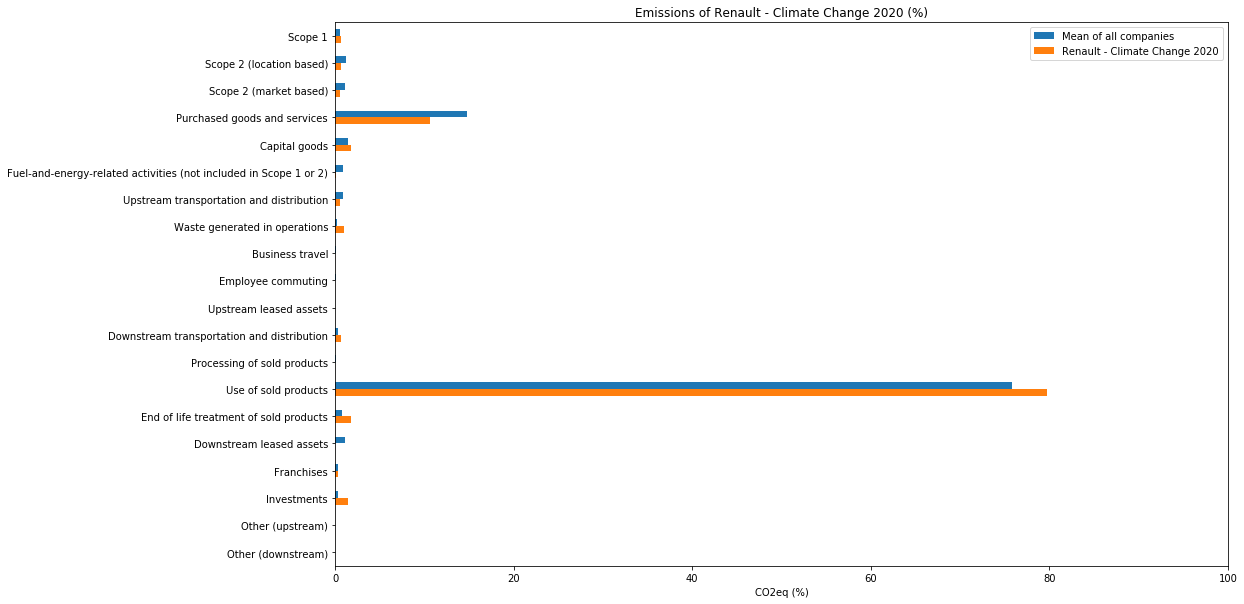 Emissions of Renault - Climate Change 2020 (%)
Mean of all companies
Renault - Climate Change 2020
Scope 1
Scope 2 (location based)
Scope 2 (market based)
Purchased goods and services
Capital goods
Fuel-and-energy-related activities (not included in Scope 1 or 2)
Upstream transportation and distribution
Waste generated in operations
Business travel
Employee commuting
Upstream leased assets
Downstream transportation and distribution
Processing of sold products
Use of sold products
End of life treatment of sold products
Downstream leased assets
Franchises
Investments
Other (upstream)
Other (downstream)
0 20 40 60 80 100
CO2eq (%)